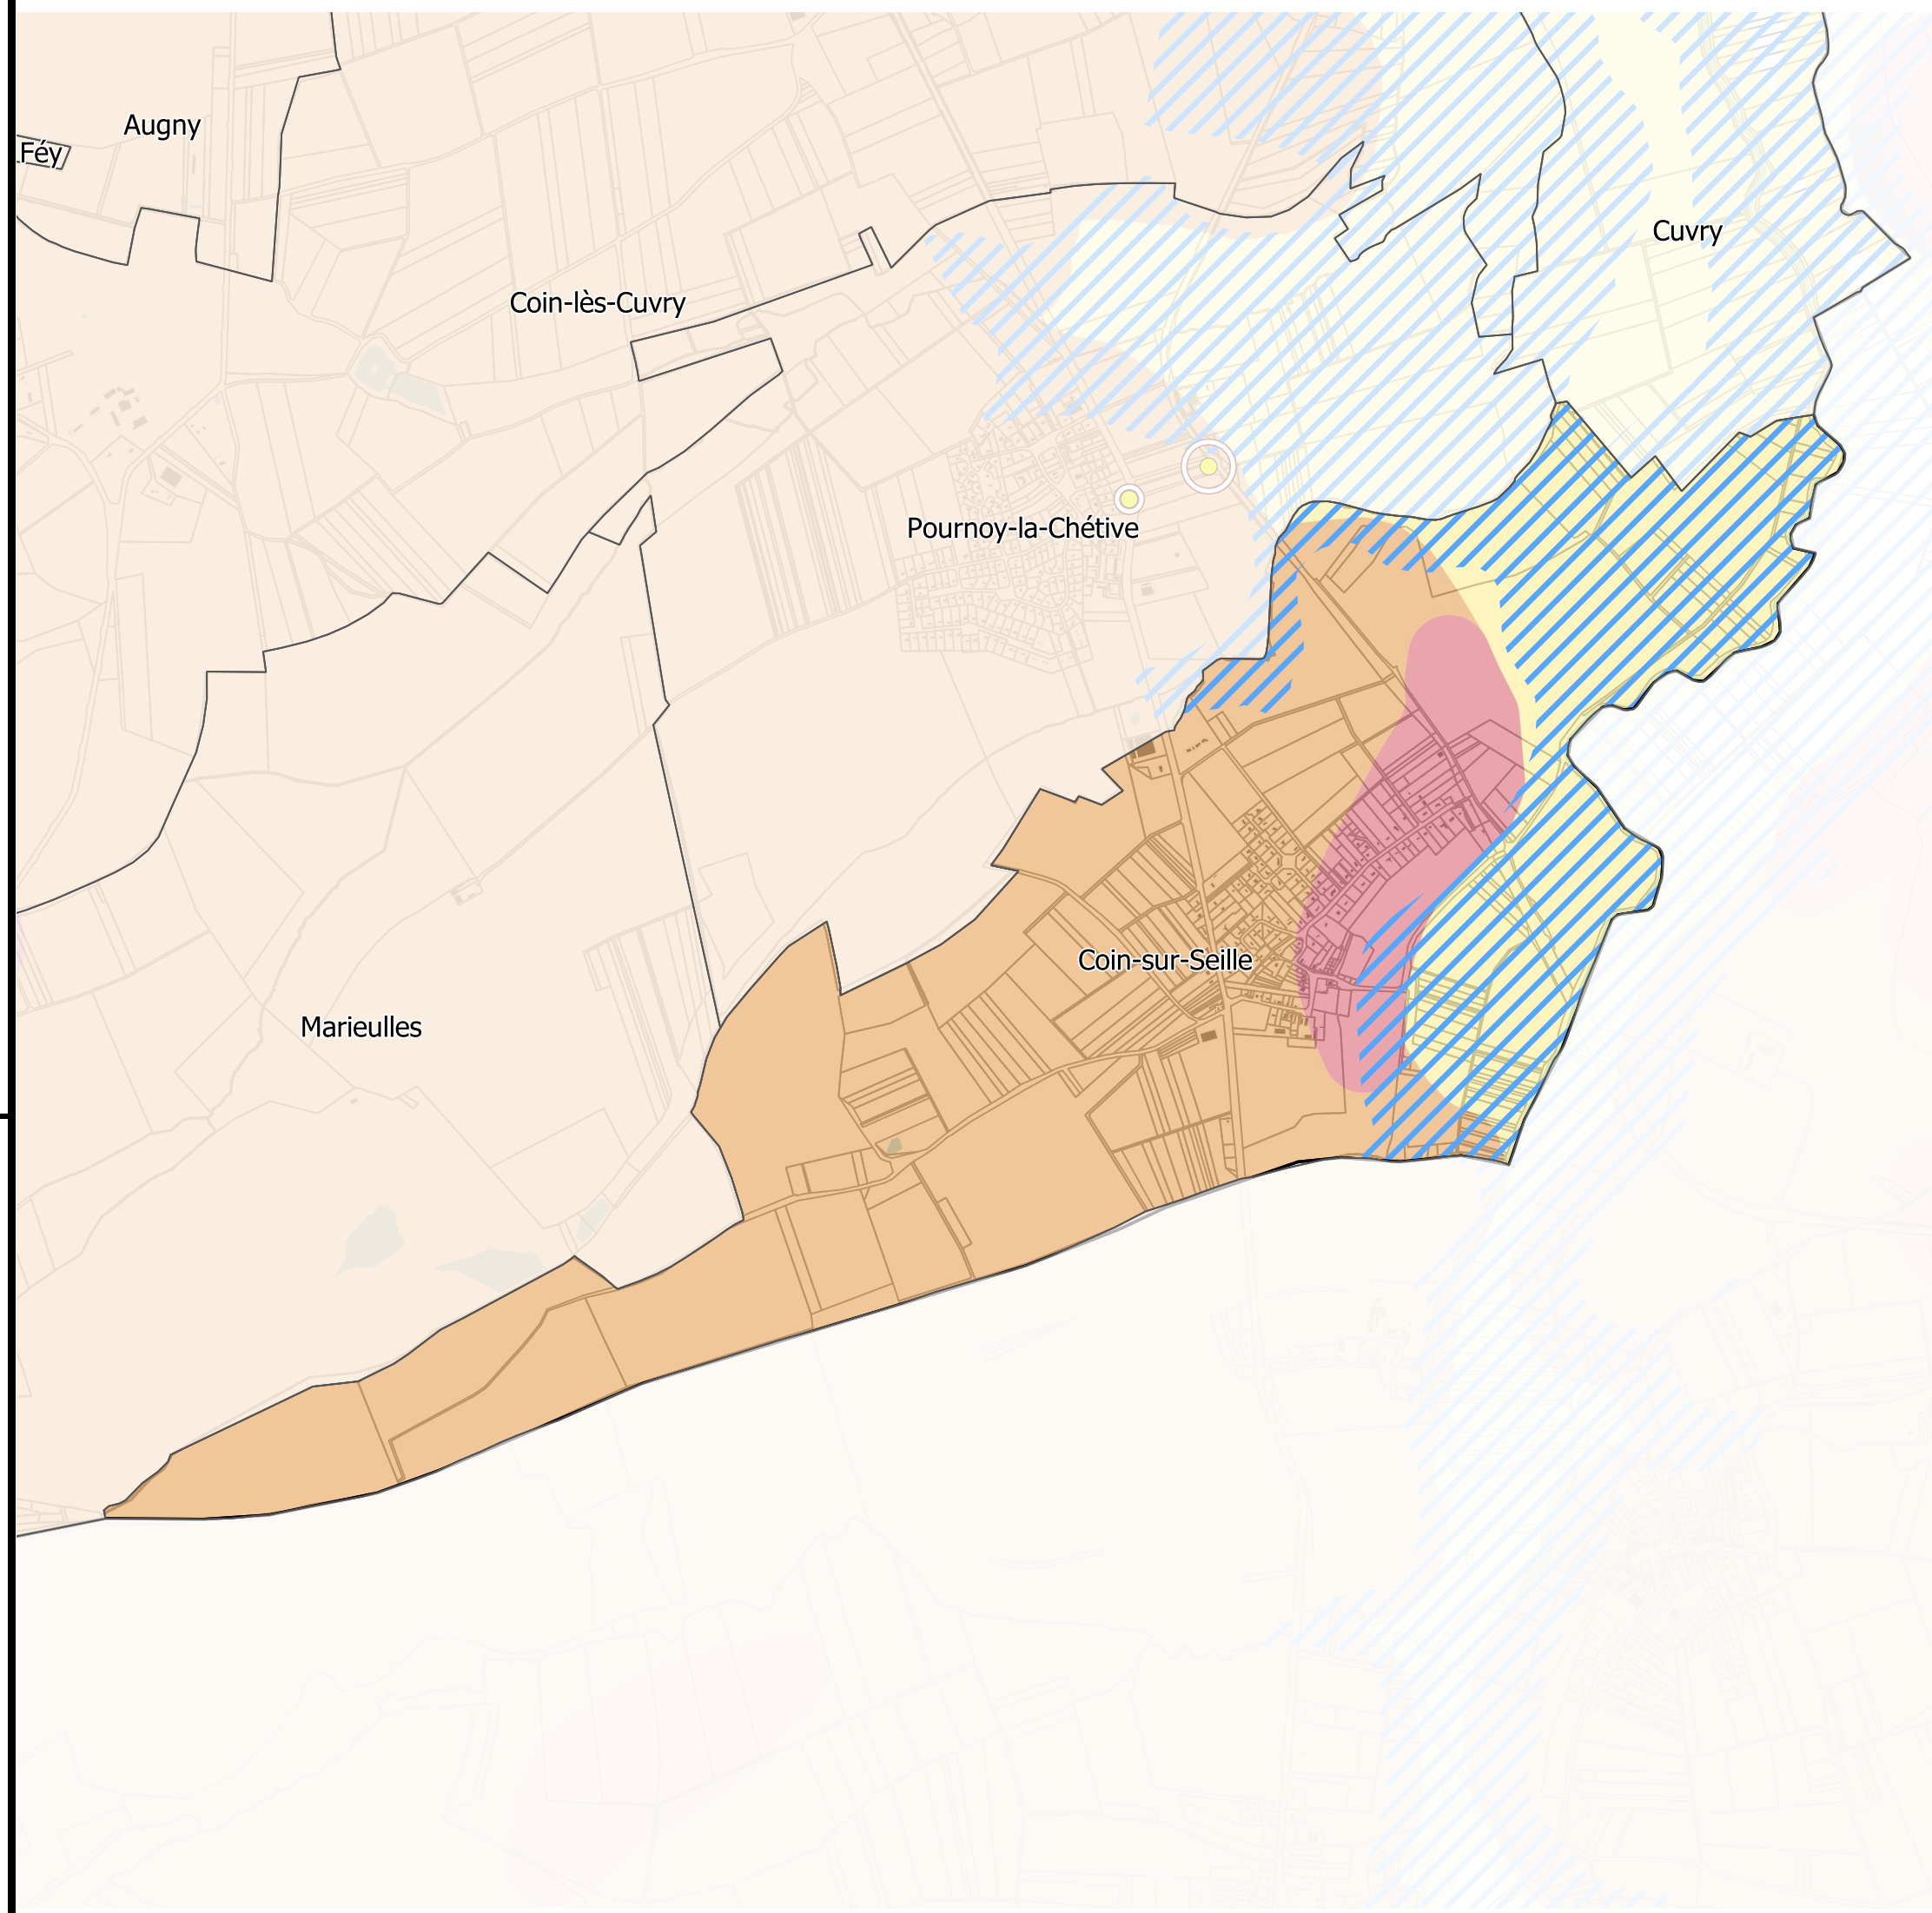 Augny
Féy
Cuvry
Coin-lès-Cuvry
Pournoy-la-Chétive
Coin-sur-Seille
Marieulles